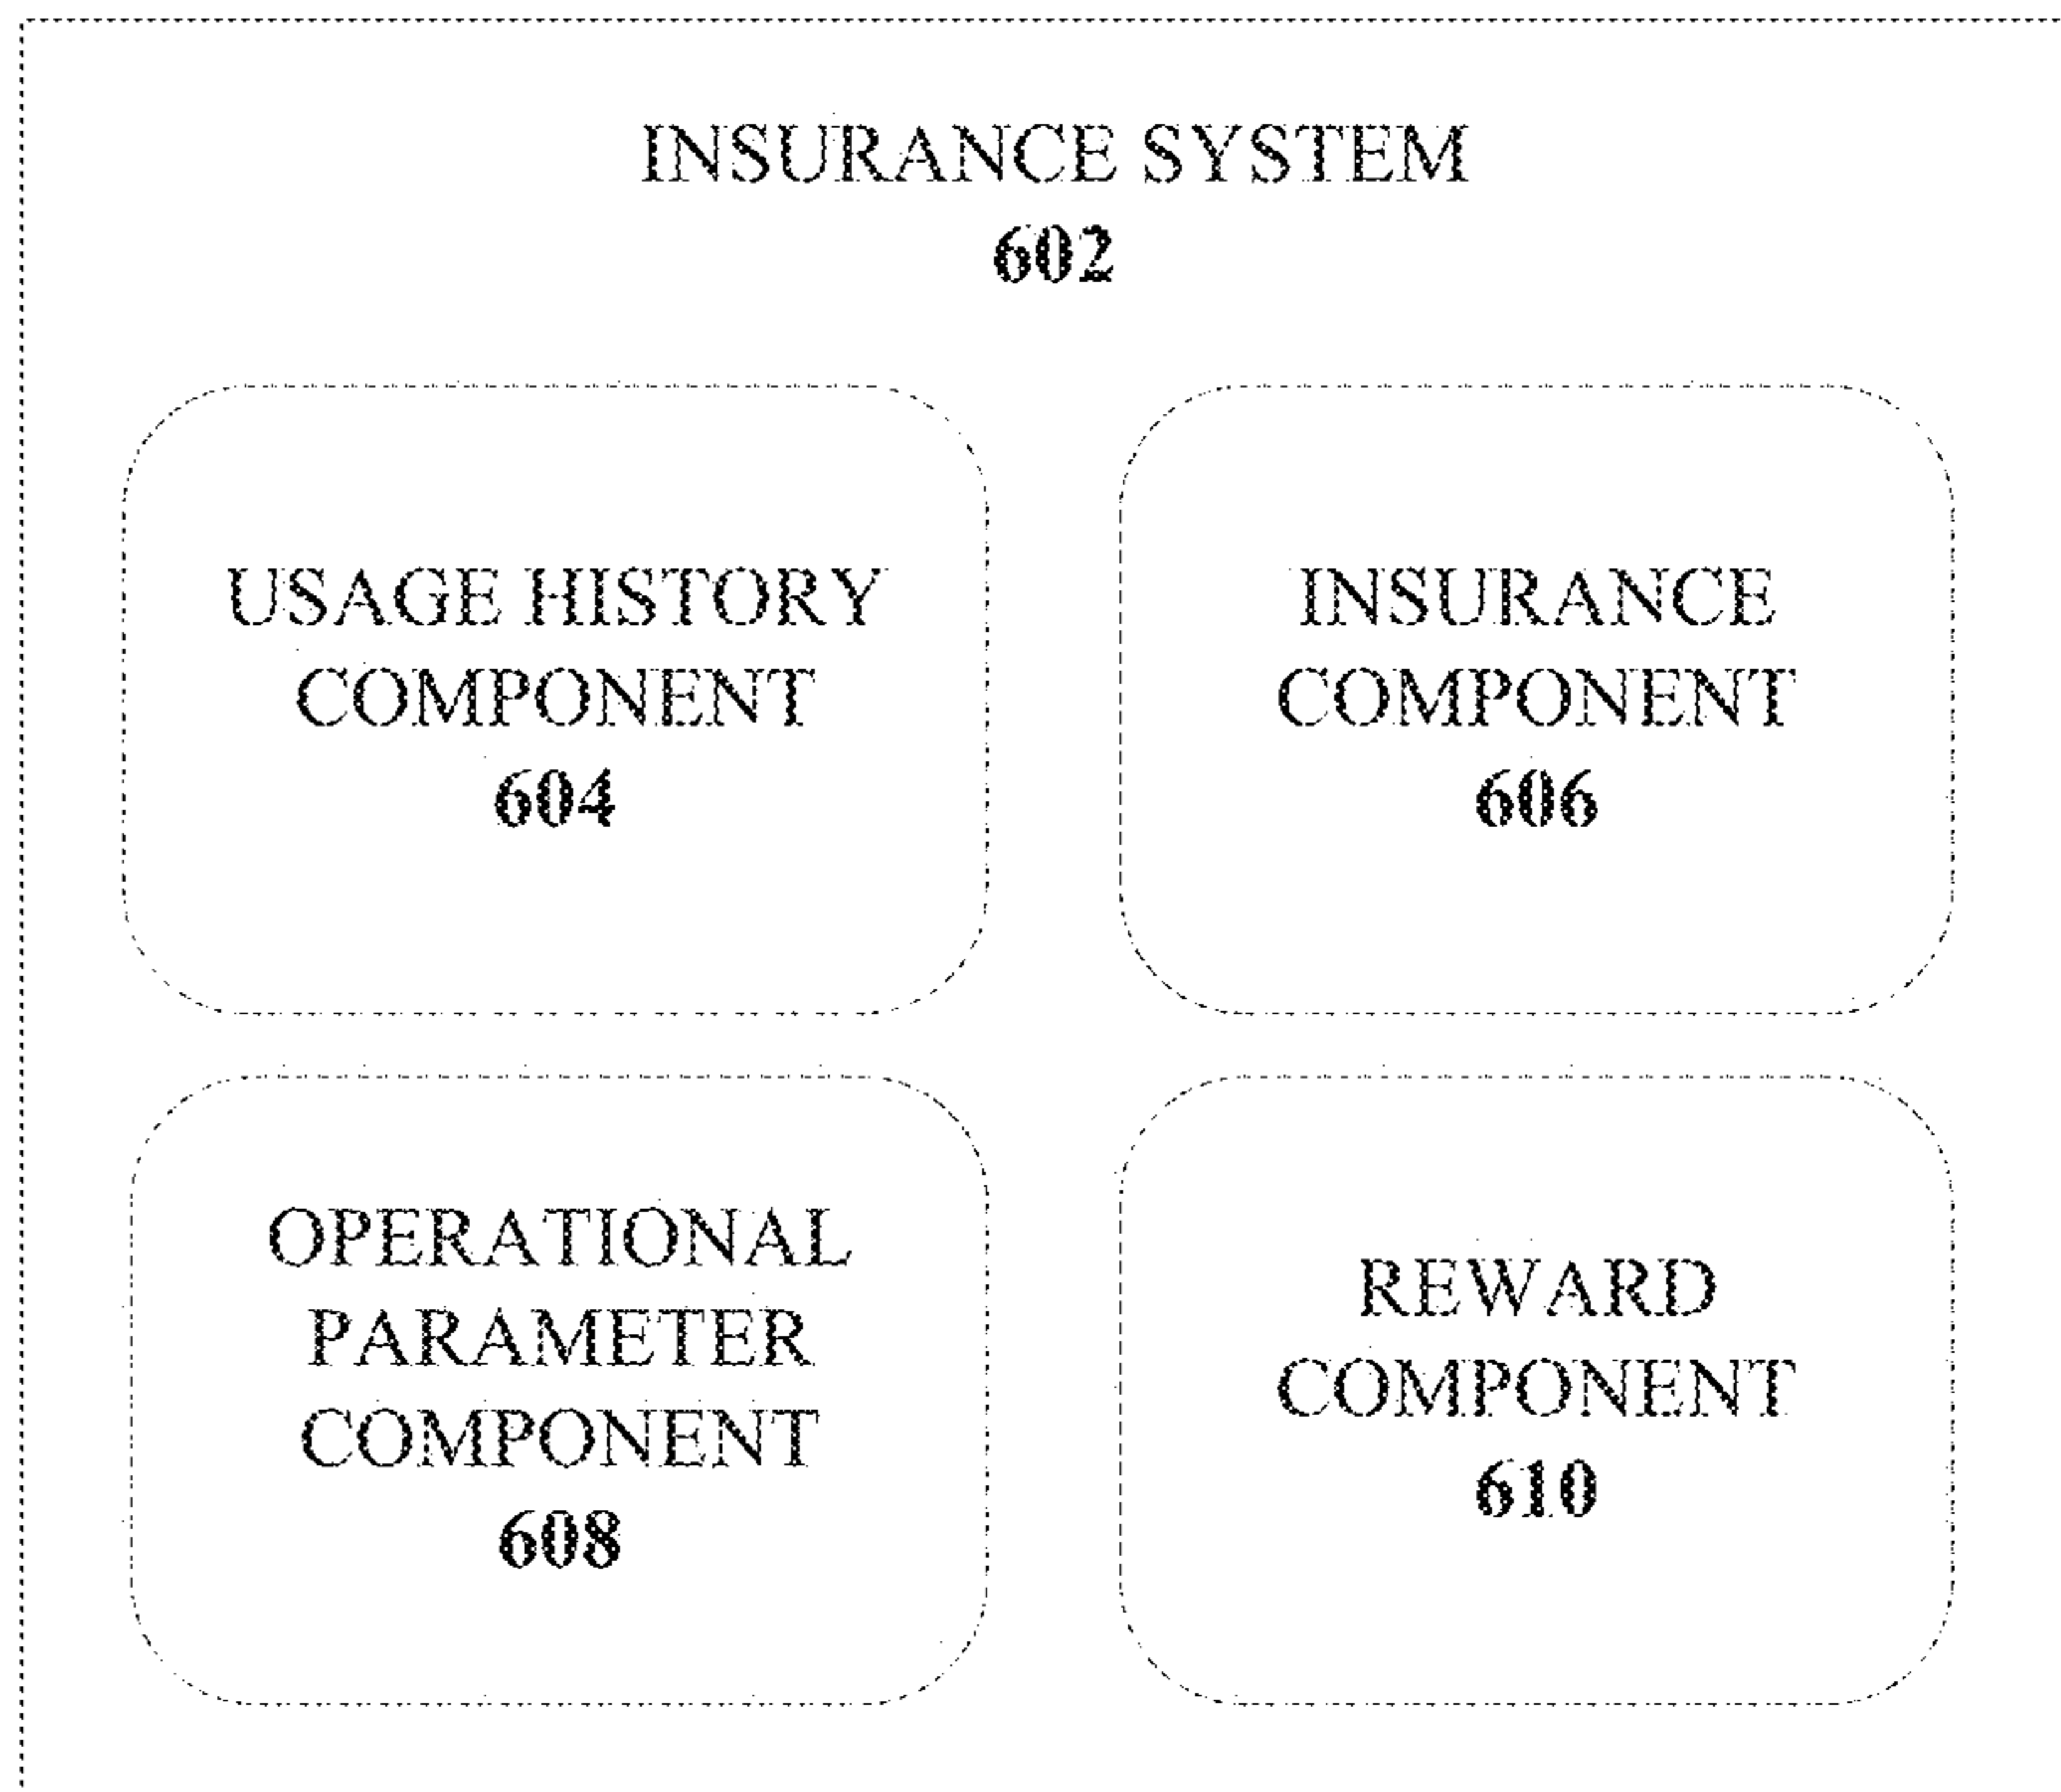 INSURANCE SYSTEM
602
USAGE HISTORY
COMPONENT
604
INSURANCE
COMPONENT
606
OPERATIONAL
PARAMETER
COMPONENT
608
REWARD
COMPONENT
610